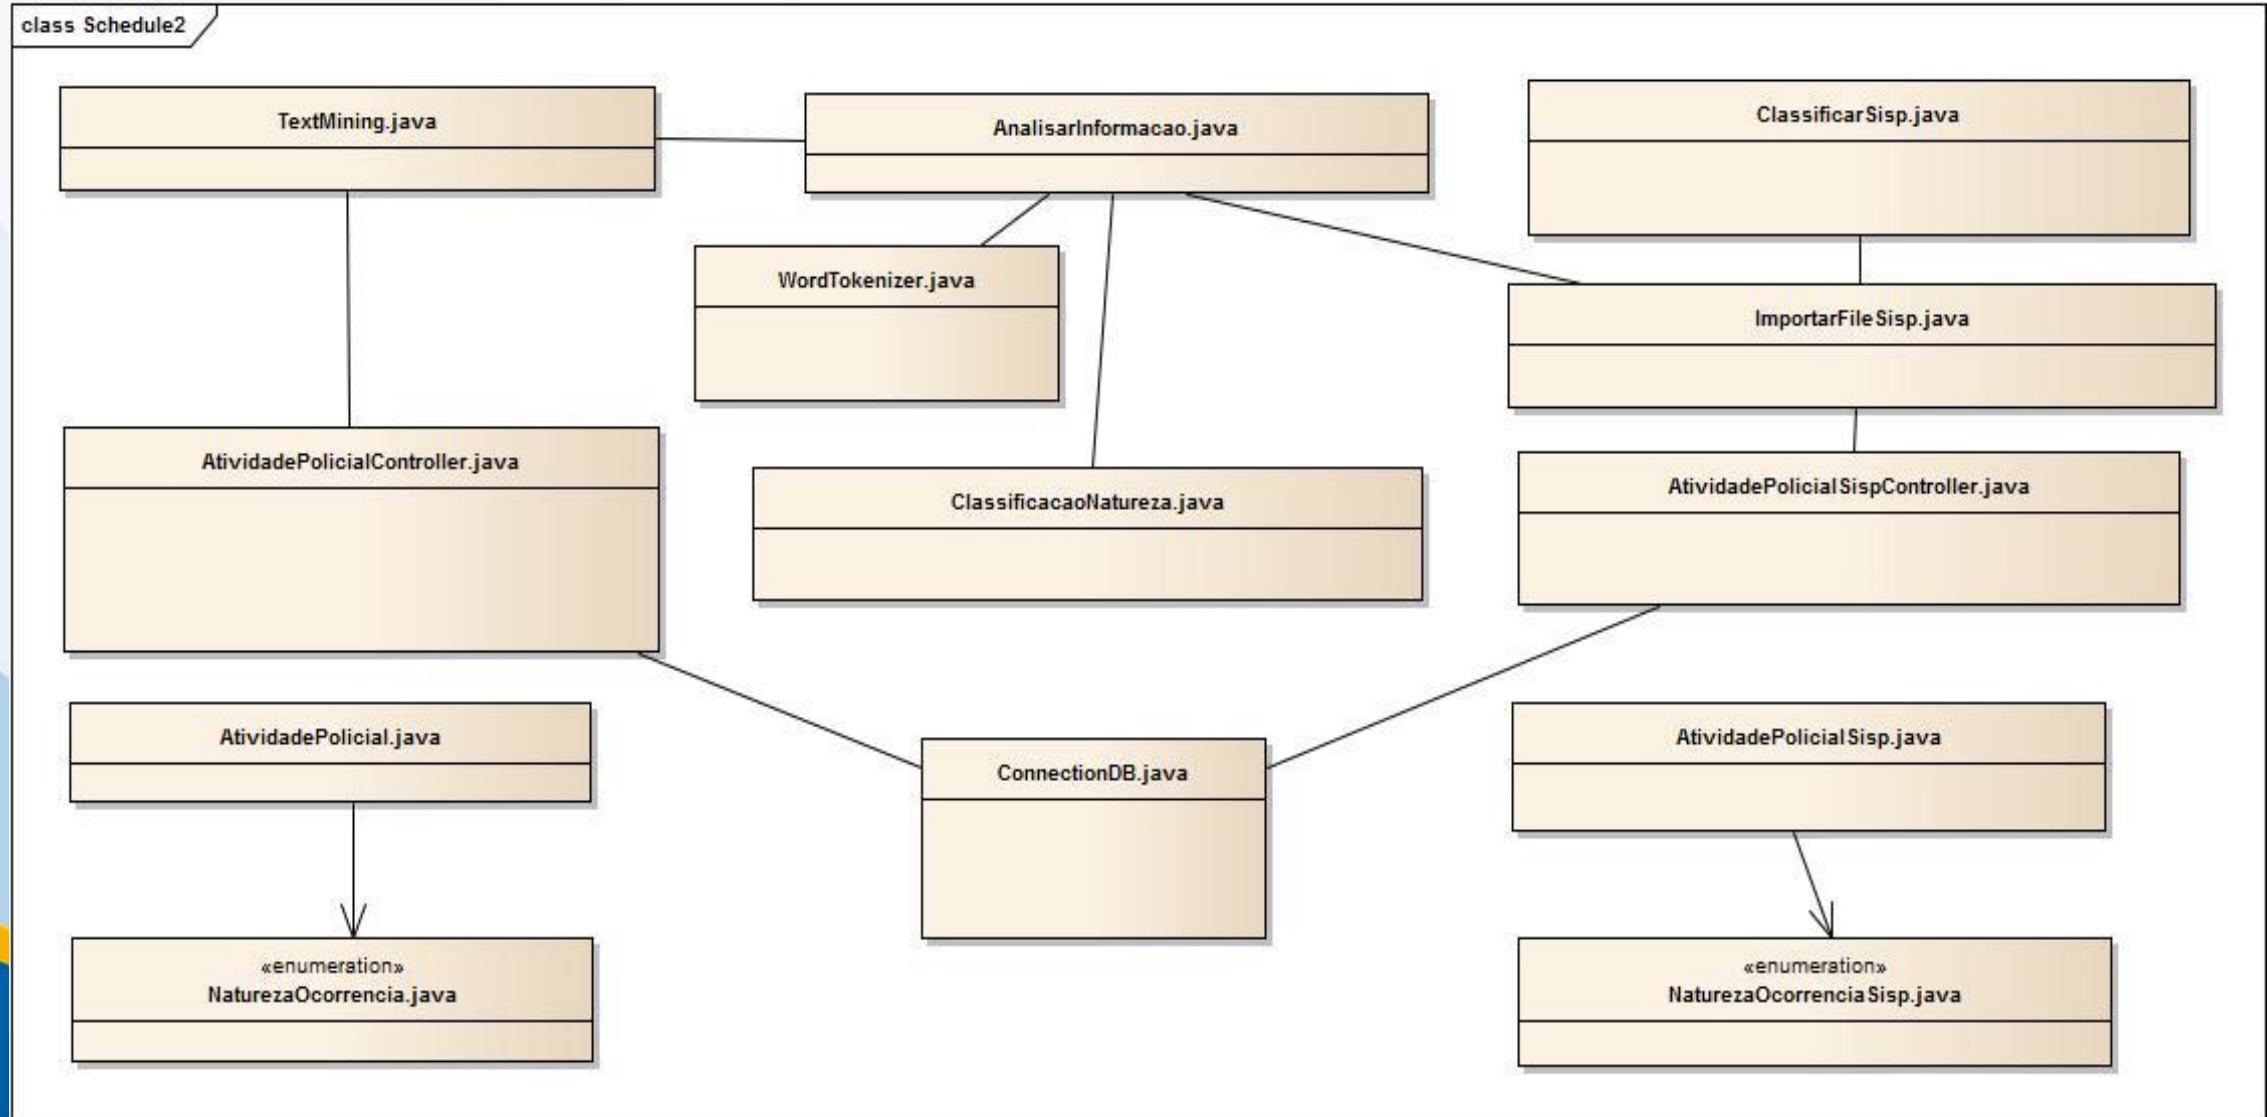 class Schedule2
TextMining.java
AnalisarInformacao.java
ClassificarSisp.java
WordTokenizer.java
ImportarFileSisp.java
AtividadePolicialController.java
ClassificacaoNatureza.java
AtividadePolicialSispController.java
AtividadePolicial.java
ConnectionDB.java
AtividadePolicialSisp.java
«enumeration»
NaturezaOcorrencia.java
«enumeration»
NaturezaOcorrenciaSisp.java